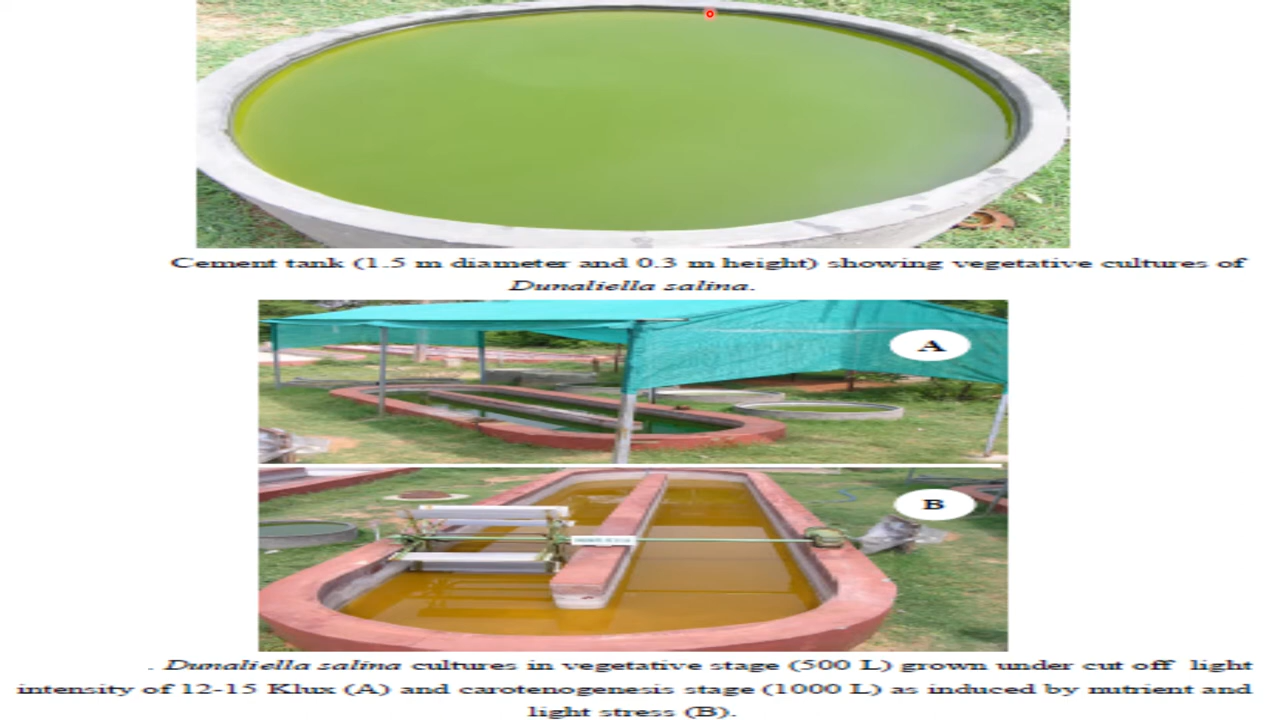 Cement tank (1.5 m diameter and 0.3 m height) showing vegetative cultures of
Dunaliella salina.
A
B
. Dunaliella salina cultures in vegetative stage (500 L) grown under cut off light
intensity of 12-15 Klux (A) and carotenogenesis stage (1000 L) as induced by nutrient and
light stress (B).